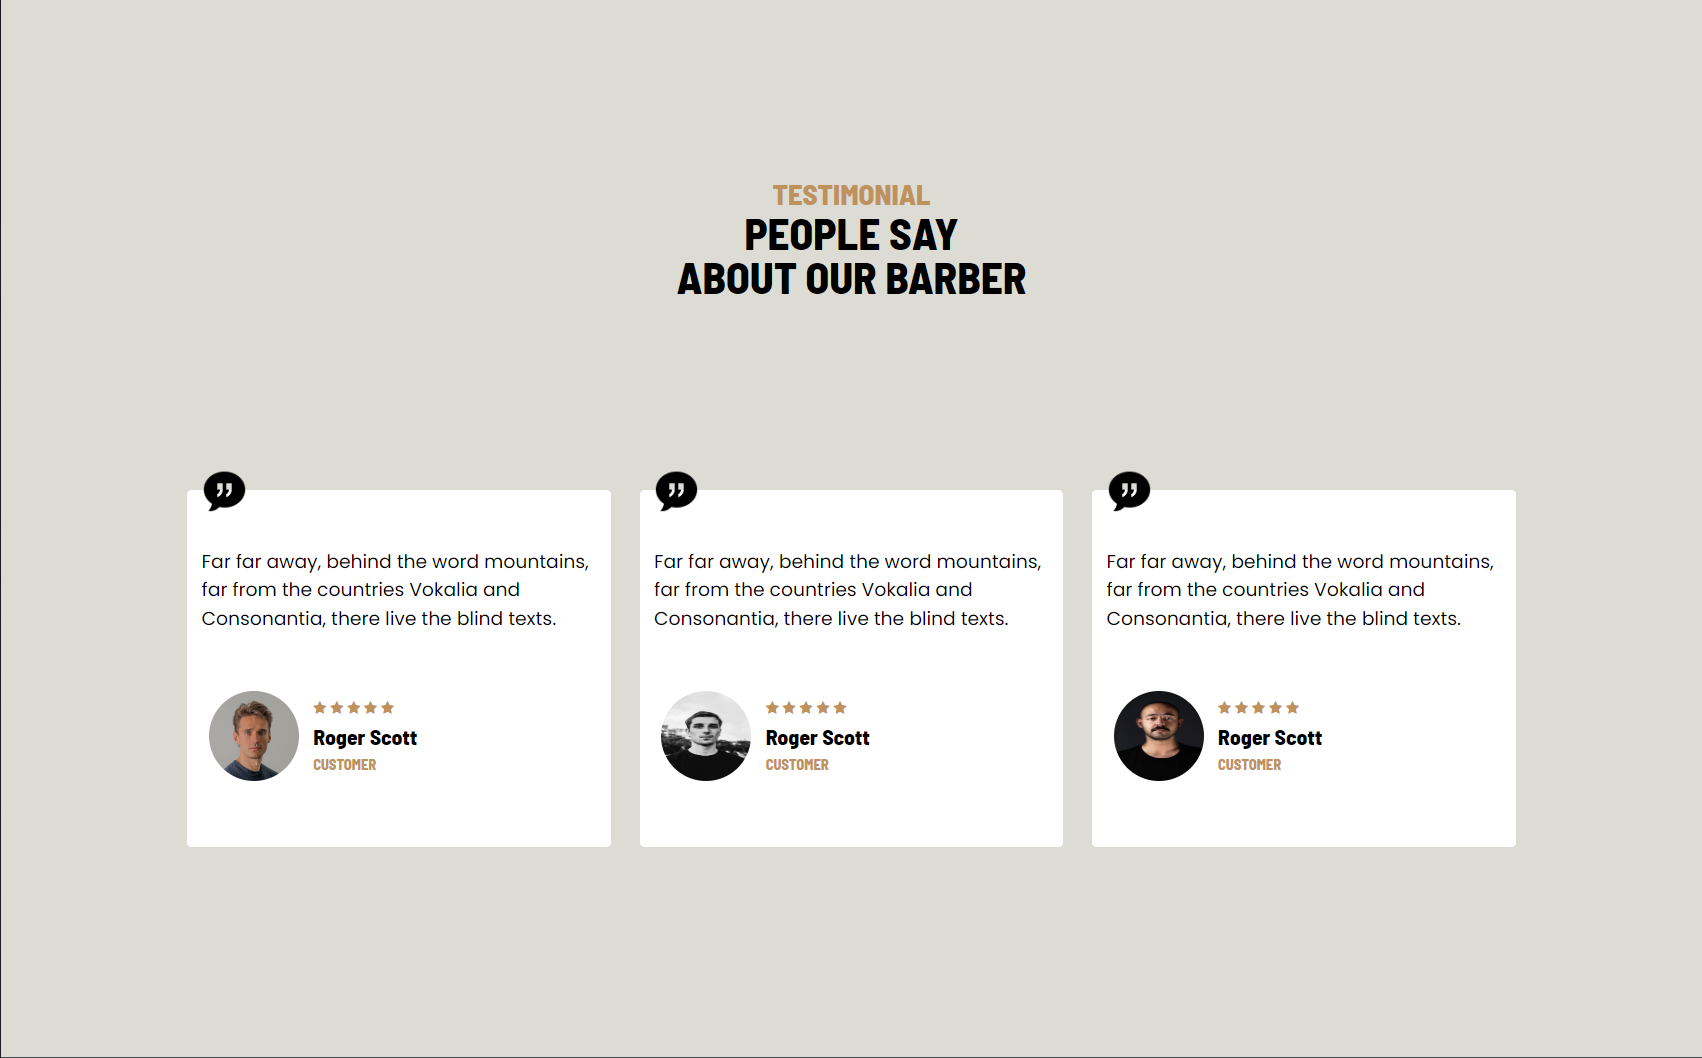 TESTIMONIAL
PEOPLE SAY
ABOUT OUR BARBER
Far far away, behind the word mountains,
far from the countries Vokalia and
Consonantia, there live the blind texts.
Roger Scott
CUSTOMER
Far far away, behind the word mountains,
far from the countries Vokalia and
Consonantia, there live the blind texts.
Roger Scott
CUSTOMER
Far far away, behind the word mountains,
far from the countries Vokalia and
Consonantia, there live the blind texts.
Roger Scott
CUSTOMER